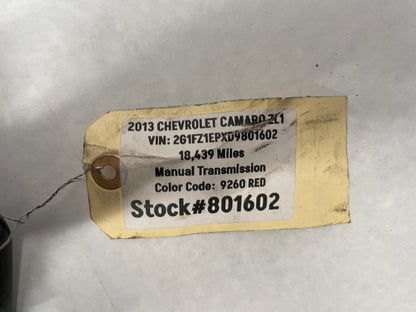 2013 CHEVROLET CAMARO ZL1
VIN: 2G1FZ1EPXD9801602
18,439 Miles
Manual Transmission
Color Code: 9260 RED
Stock#801602